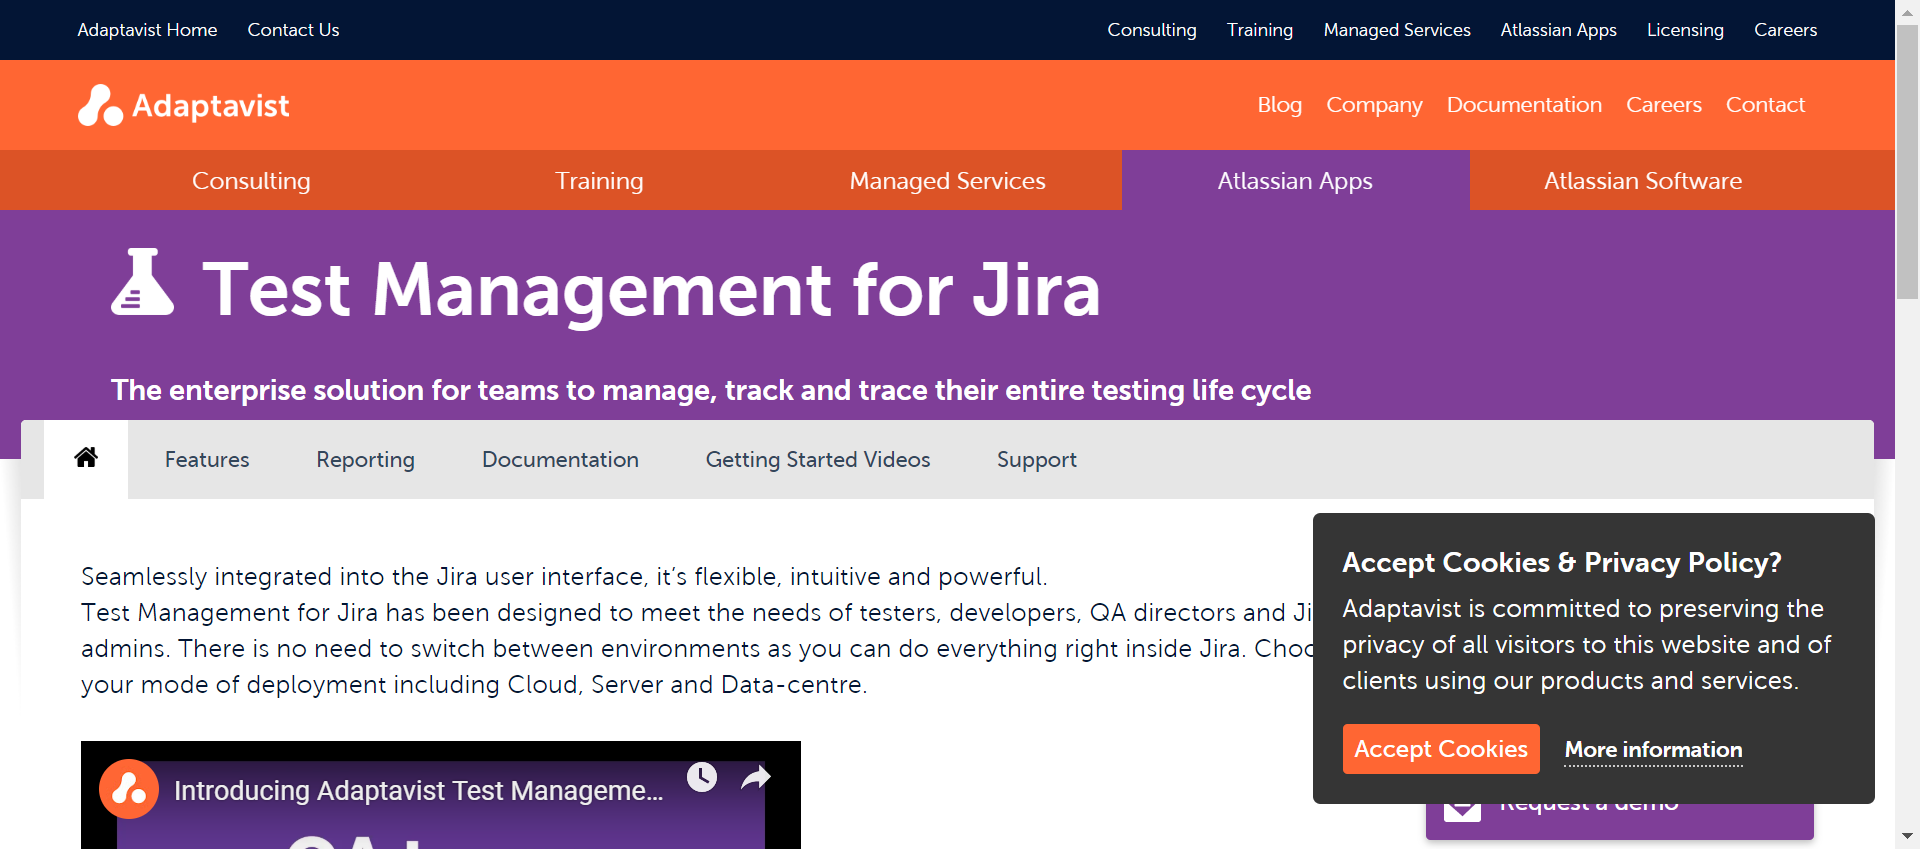 Adaptavist Home Contact Us Consulting Training Managed Services Atlassian Apps Licensing Careers
Adaptavist Blog Company Documentation Careers Contact
Consulting Training Managed Services Atlassian Apps Atlassian Software
Test Management for Jira
The enterprise solution for teams to manage, track and trace their entire testing life cycle
Features Reporting Documentation Getting Started Videos Support
Seamlessly integrated into the Jira user interface, it's flexible, intuitive and powerful.
Test Management for Jira has been designed to meet the needs of testers, developers, QA directors and Ji
admins. There is no need to switch between environments as you can do everything right inside Jira. Choo
your mode of deployment including Cloud, Server and Data-centre.
Introducing Adaptavist Test Manageme...
Accept Cookies & Privacy Policy?
Adaptavist is committed to preserving the
privacy of all visitors to this website and of
clients using our products and services.
Accept Cookies More information
Request a demo